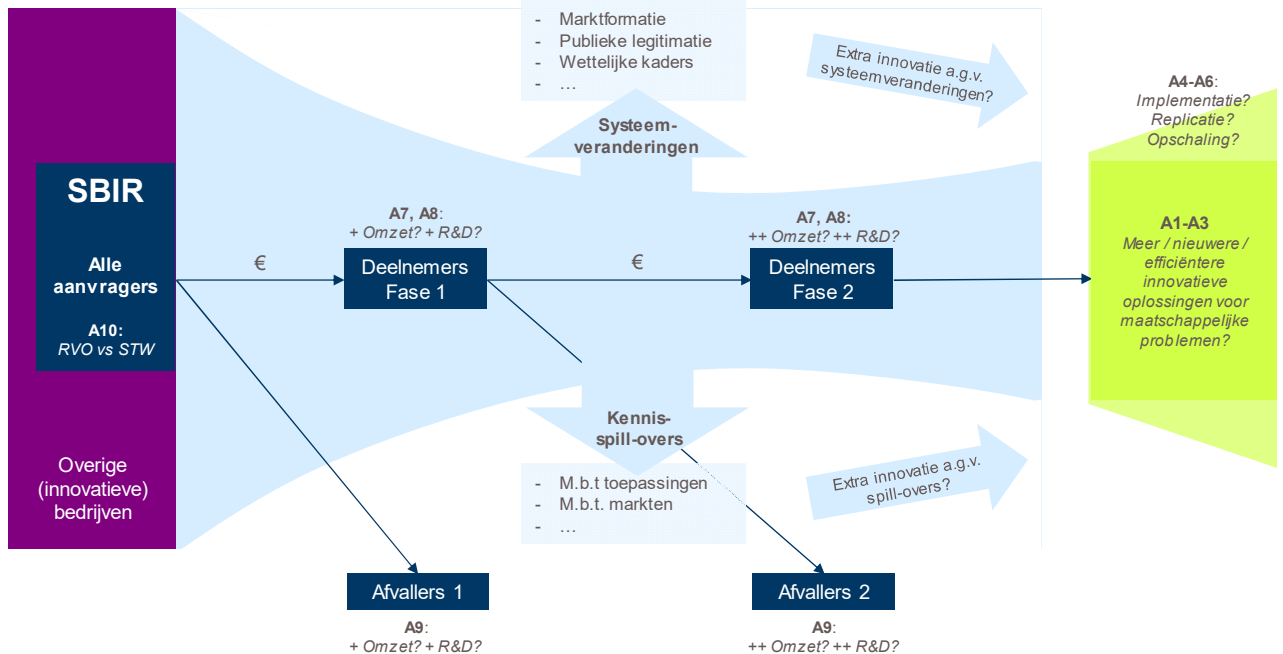 SBIR
Alle
aanvragers
A10:
RVO vs STW
Overige
(innovatieve)
bedrijven
- Marktformatie
- Publieke legitimatie
- Wettelijke kaders
- …
Systeem-
veranderingen
Extra innovatie a.g.v.
systeemveranderingen?
€
A7, A8:
+ Omzet? + R&D?
Deelnemers
Fase 1
€
A7, A8:
++ Omzet? ++ R&D?
Deelnemers
Fase 2
Kennis-
spill-overs
- M.b.t toepassingen
- M.b.t. markten
- …
Extra innovatie a.g.v.
spill-overs?
A4-A6:
Implementatie?
Replicatie?
Opschaling?
A1-A3
Meer / nieuwere /
efficiëntere
innovatieve
oplossingen voor
maatschappelijke
problemen?
Afvallers 1
A9:
+ Omzet? + R&D?
Afvallers 2
A9:
++ Omzet? ++ R&D?